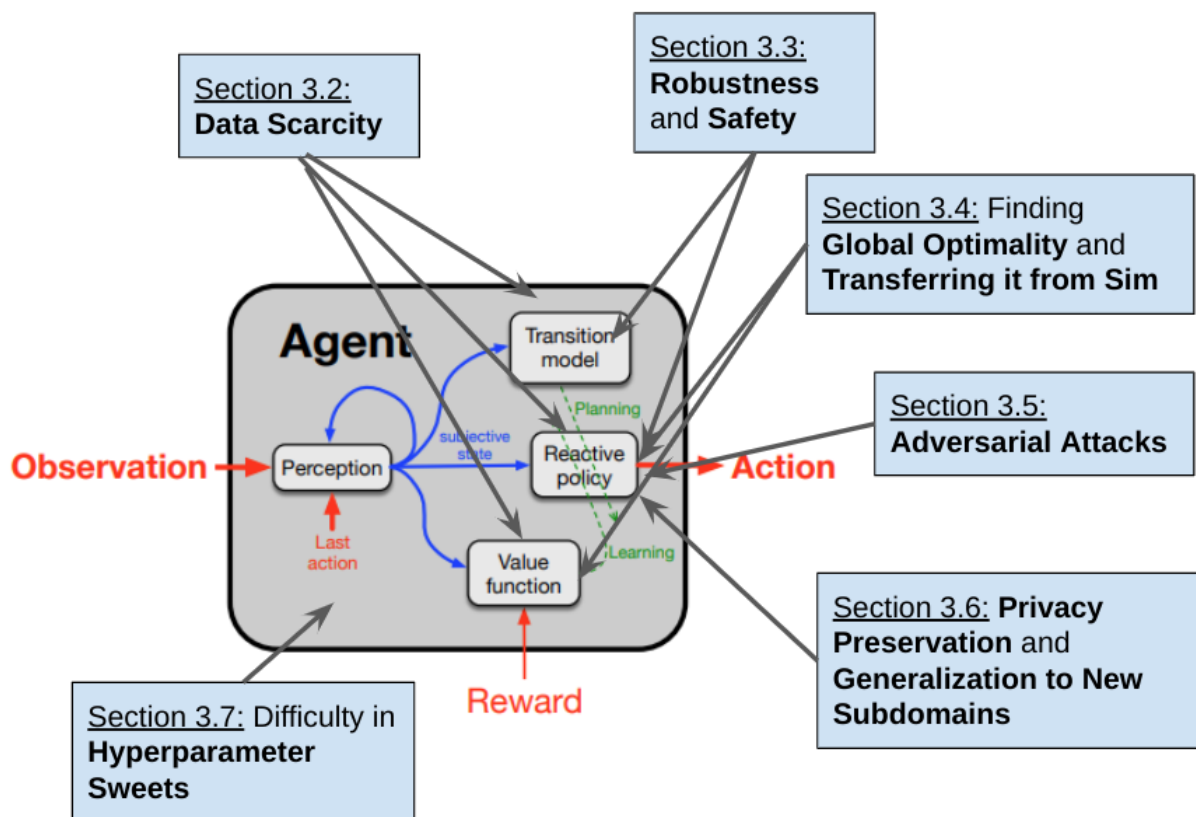 Section 3.2:
Data Scarcity
Section 3.3:
Robustness
and Safety
Section 3.4: Finding
Global Optimality and
Transferring it from Sim
Agent
Transition
model
Planning
Section 3.5:
Adversarial Attacks
Observation
Perception
subjective
state
Reactive
policy
Action
Last
action
Value
function
Learning
Section 3.6: Privacy
Preservation and
Generalization to New
Subdomains
Reward
Section 3.7: Difficulty in
Hyperparameter
Sweets